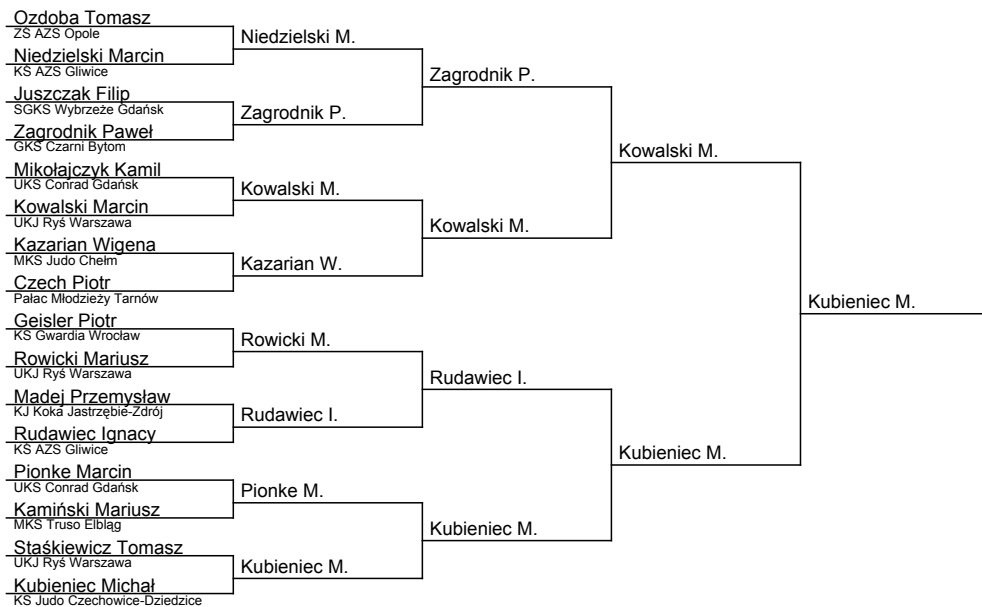 Ozdoba Tomasz
ZŚ AZS Opole
Niedzielski Marcin
KŚ AZS Gliwice
Juszczak Filip
SGKS Wybrzeże Gdańsk
Zagrodnik Paweł
GKS Czarni Bytom
Mikołajczyk Kamil
UKS Conrad Gdańsk
Kowalski Marcin
UKJ Ryś Warszawa
Kazarian Wigena
MKS Judo Chełm
Czech Piotr
Pałac Młodzieży Tarnów
Geisler Piotr
KS Gwardia Wrocław
Rowicki Mariusz
UKJ Ryś Warszawa
Madej Przemysław
KJ Koka Jastrzębie-Zdrój
Rudawiec Ignacy
KŚ AZS Gliwice
Pionke Marcin
UKS Conrad Gdańsk
Kamiński Mariusz
MKS Truso Elbląg
Staśkiewicz Tomasz
UKJ Ryś Warszawa
Kubieniec Michał
KS Judo Czechowice-Dziedzice
Niedzielski M.
Zagrodnik P.
Kowalski M.
Kazarian W.
Rowicki M.
Rudawiec I.
Pionke M.
Kubieniec M.
Zagrodnik P.
Kowalski M.
Rudawiec I.
Kubieniec M.
Kowalski M.
Kubieniec M.
Kubieniec M.